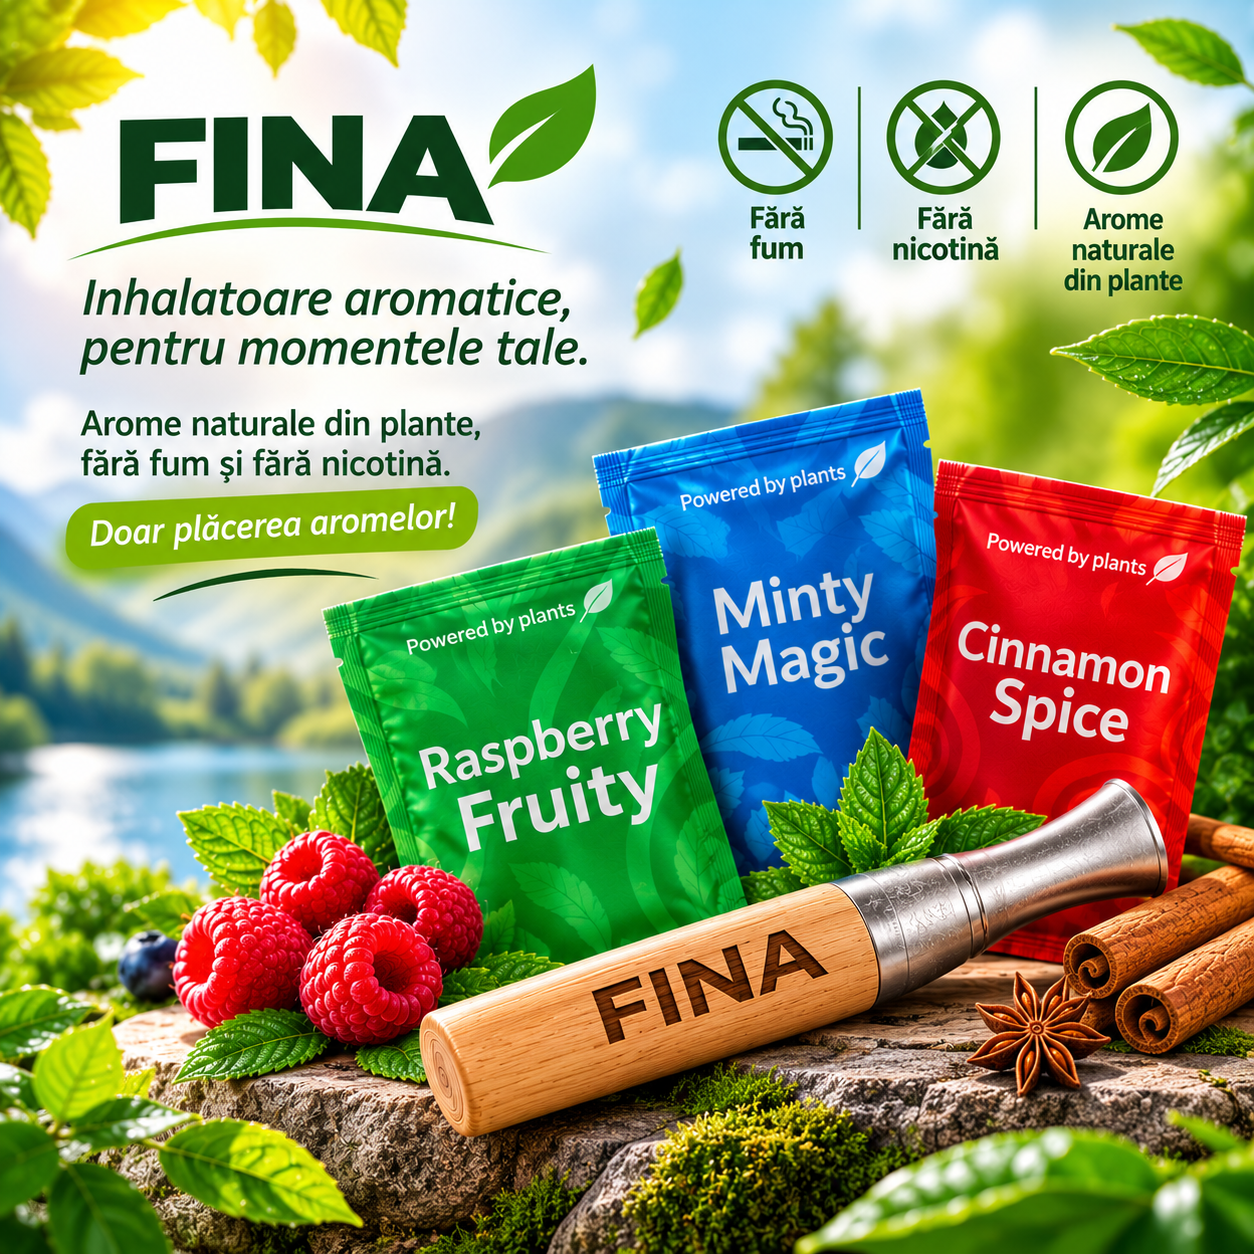 FINA
Inhalatoare aromatice,
pentru momentele tale.
Arome naturale din plante,
fără fum și fără nicotină.
Doar plăcerea aromelor!
Fără
fum
Fără
nicotină
Arome
naturale
din plante
Powered by plants
Raspberry
Fruity
Powered by plants
Minty
Magic
Powered by plants
Cinnamon
Spice
FINA